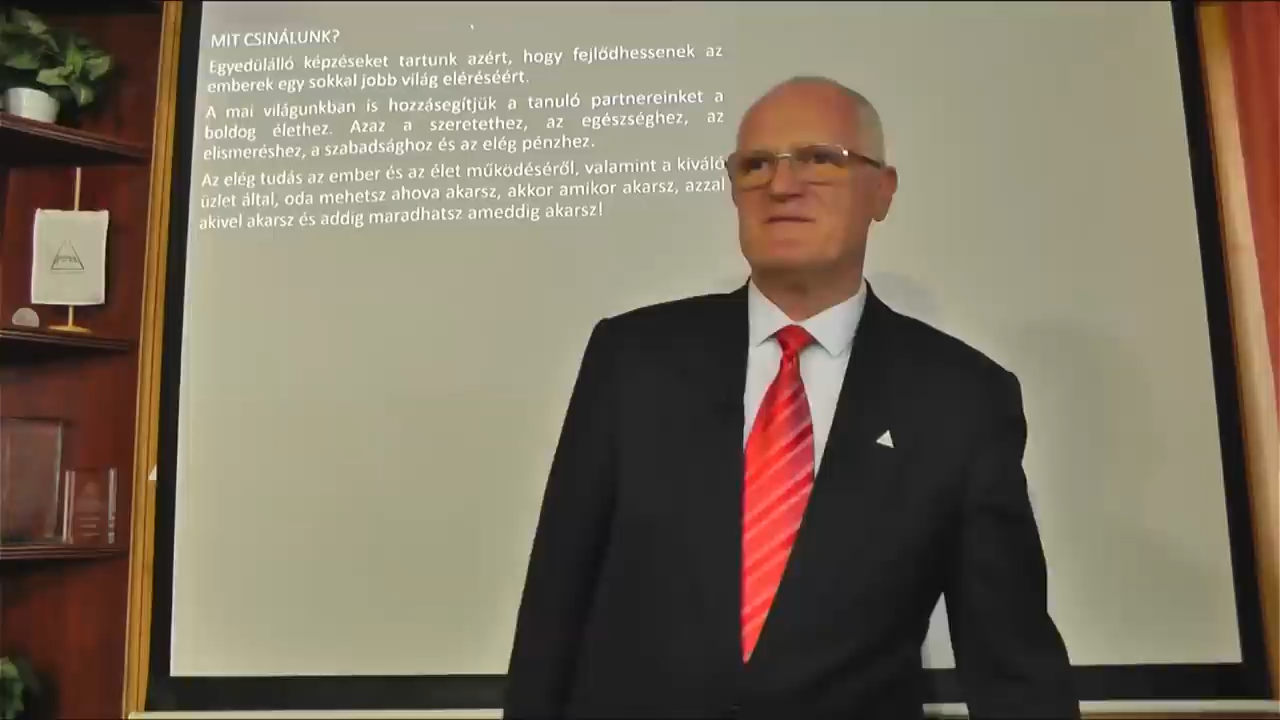 MIT CSINÁLUNK?
Egyedülálló képzéseket tartunk azért, hogy fejlődhessenek az
emberek egy sokkal jobb világ eléréséért.
A mai világunkban is hozzásegítjük a tanuló partnereinket a
boldog élethez. Azaz a szeretethez, az egészséghez, az
elismeréshez, a szabadsághoz és az elég pénzhez.
Az elég tudás az ember és az élet működéséről, valamint a kiváló
üzlet által, oda mehetsz ahova akarsz, akkor amikor akarsz, azzal
akivel akarsz és addig maradhatsz ameddig akarsz!